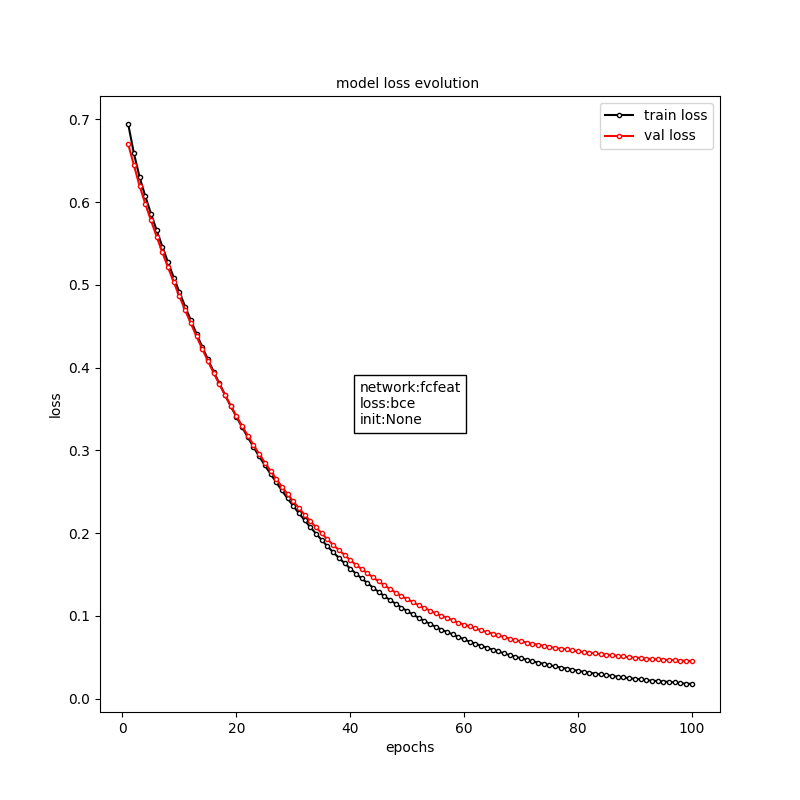 model loss evolution
train loss
val loss
0.7
0.6
0.5
0.4
0.3
0.2
0.1
0.0
loss
network:fcfeat
loss:bce
init:None
0 20 40 60 80 100
epochs